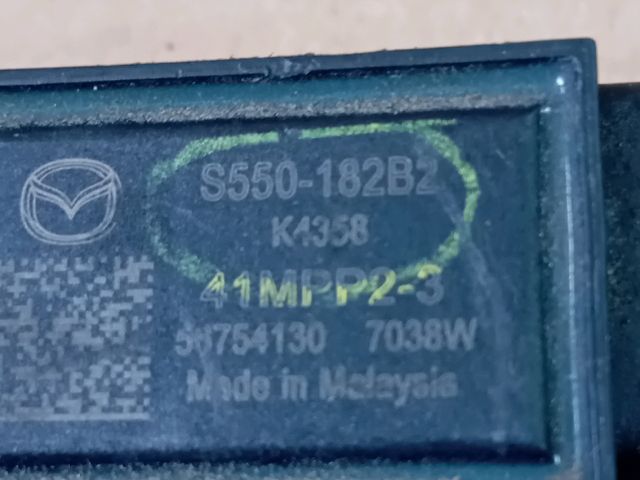 S550-182B2
K4358
41MPP2-3
56754130 7038W
Made in Malaysia